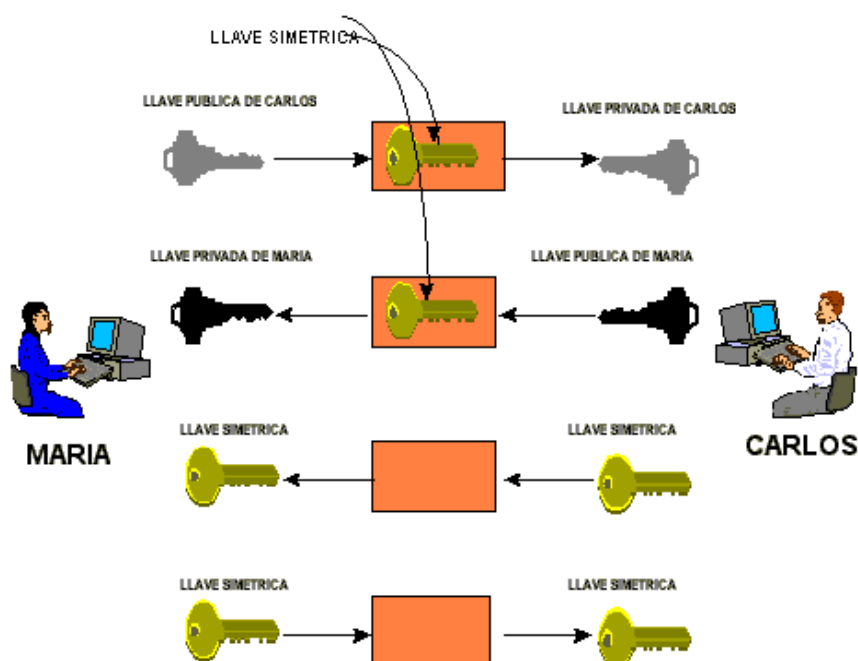 LLAVE SIMETRICA
LLAVE PUBLICA DE CARLOS
LLAVE PRIVADA DE CARLOS
LLAVE PRIVADA DE MARIA
LLAVE PUBLICA DE MARIA
MARIA
CARLOS
LLAVE SIMETRICA
LLAVE SIMETRICA
LLAVE SIMETRICA
LLAVE SIMETRICA